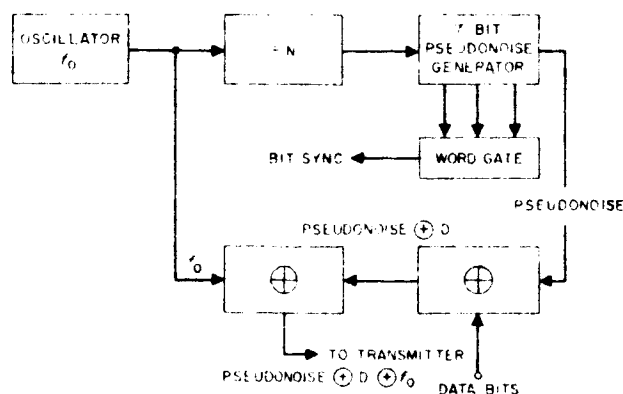 OSCILLATOR
f₀
÷ N
7 BIT
PSEUDONOISE
GENERATOR
BIT SYNC
WORD GATE
PSEUDONOISE
PSEUDONOISE ⊕ D
f₀
⊕
⊕
TO TRANSMITTER
PSEUDONOISE ⊕ D ⊕ f₀
DATA BITS